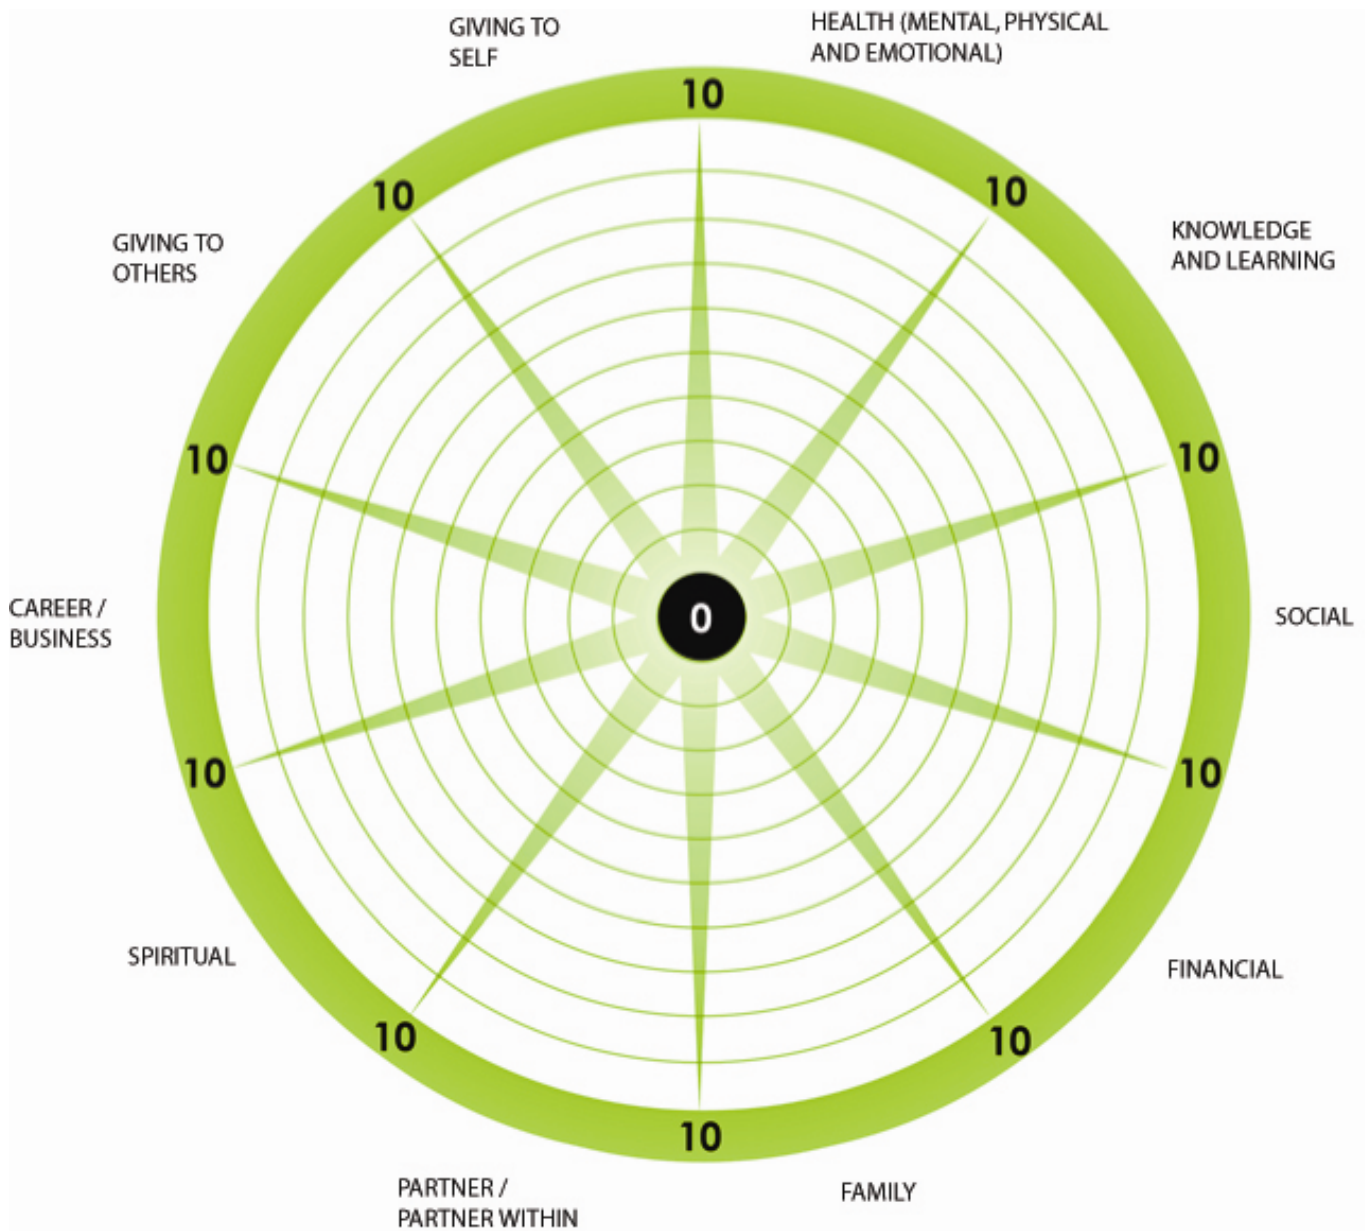 GIVING TO
SELF
HEALTH (MENTAL, PHYSICAL
AND EMOTIONAL)
10
10
10
GIVING TO
OTHERS
KNOWLEDGE
AND LEARNING
10
10
CAREER /
BUSINESS
0
SOCIAL
10
10
SPIRITUAL
FINANCIAL
10
10
10
PARTNER /
PARTNER WITHIN
FAMILY